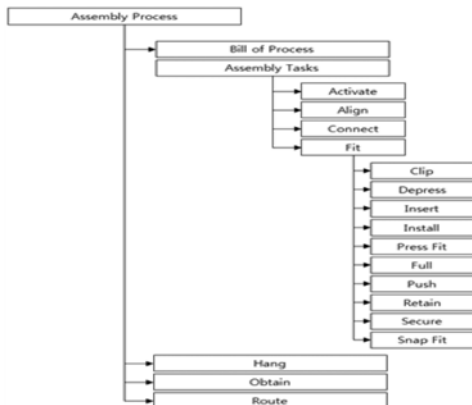 Assembly Process
Bill of Process
Assembly Tasks
Activate
Align
Connect
Fit
Clip
Depress
Insert
Install
Press Fit
Full
Push
Retain
Secure
Snap Fit
Hang
Obtain
Route